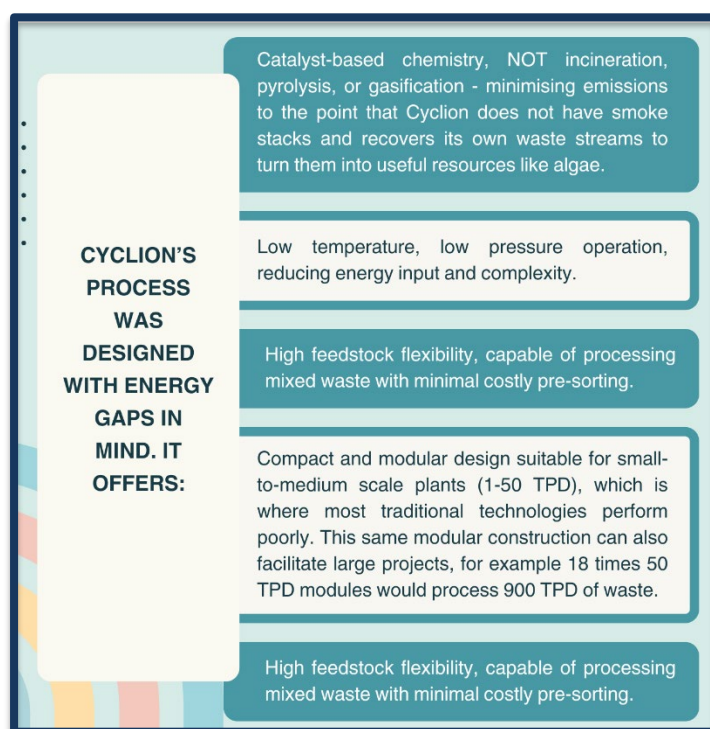 CYCLION'S
PROCESS
WAS
DESIGNED
WITH ENERGY
GAPS IN
MIND. IT
OFFERS:
Catalyst-based chemistry, NOT incineration,
pyrolysis, or gasification - minimising emissions
to the point that Cyclion does not have smoke
stacks and recovers its own waste streams to
turn them into useful resources like algae.
Low temperature, low pressure operation,
reducing energy input and complexity.
High feedstock flexibility, capable of processing
mixed waste with minimal costly pre-sorting.
Compact and modular design suitable for small-
to-medium scale plants (1-50 TPD), which is
where most traditional technologies perform
poorly. This same modular construction can also
facilitate large projects, for example 18 times 50
TPD modules would process 900 TPD of waste.
High feedstock flexibility, capable of processing
mixed waste with minimal costly pre-sorting.